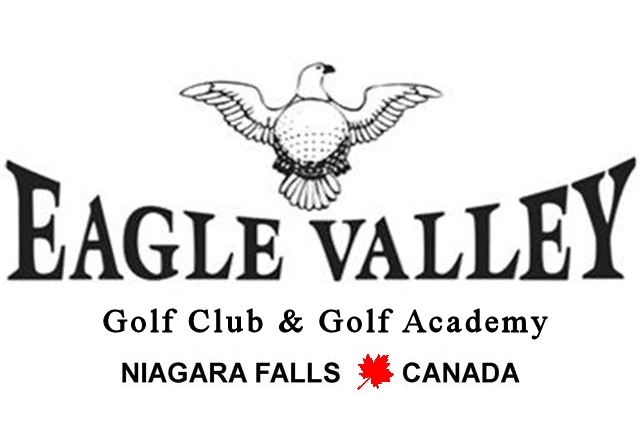 EAGLE VALLEY
Golf Club & Golf Academy
NIAGARA FALLS CANADA